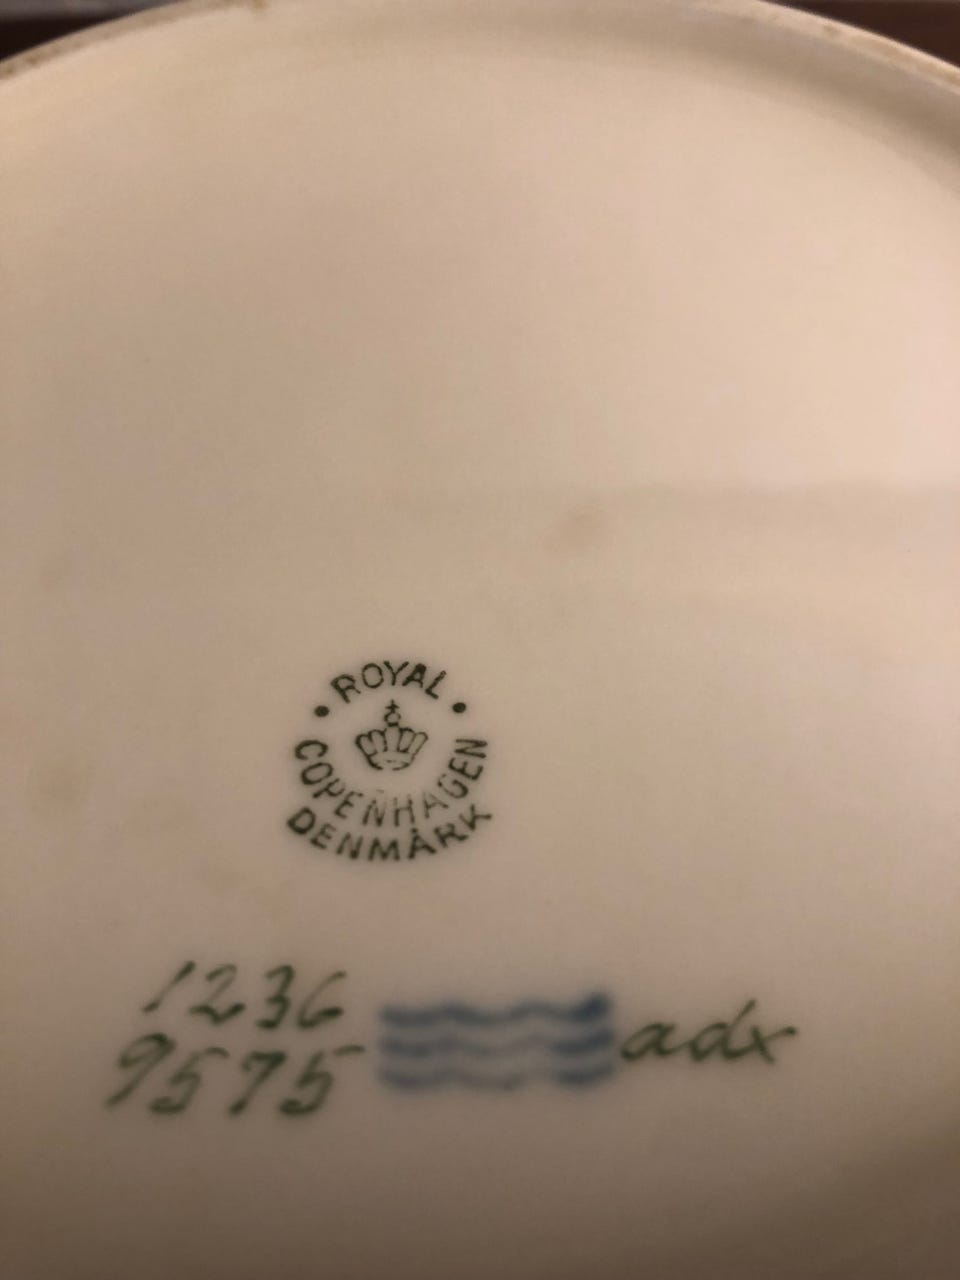 ROYAL
COPENHAGEN
DENMARK
1236
9575
adx